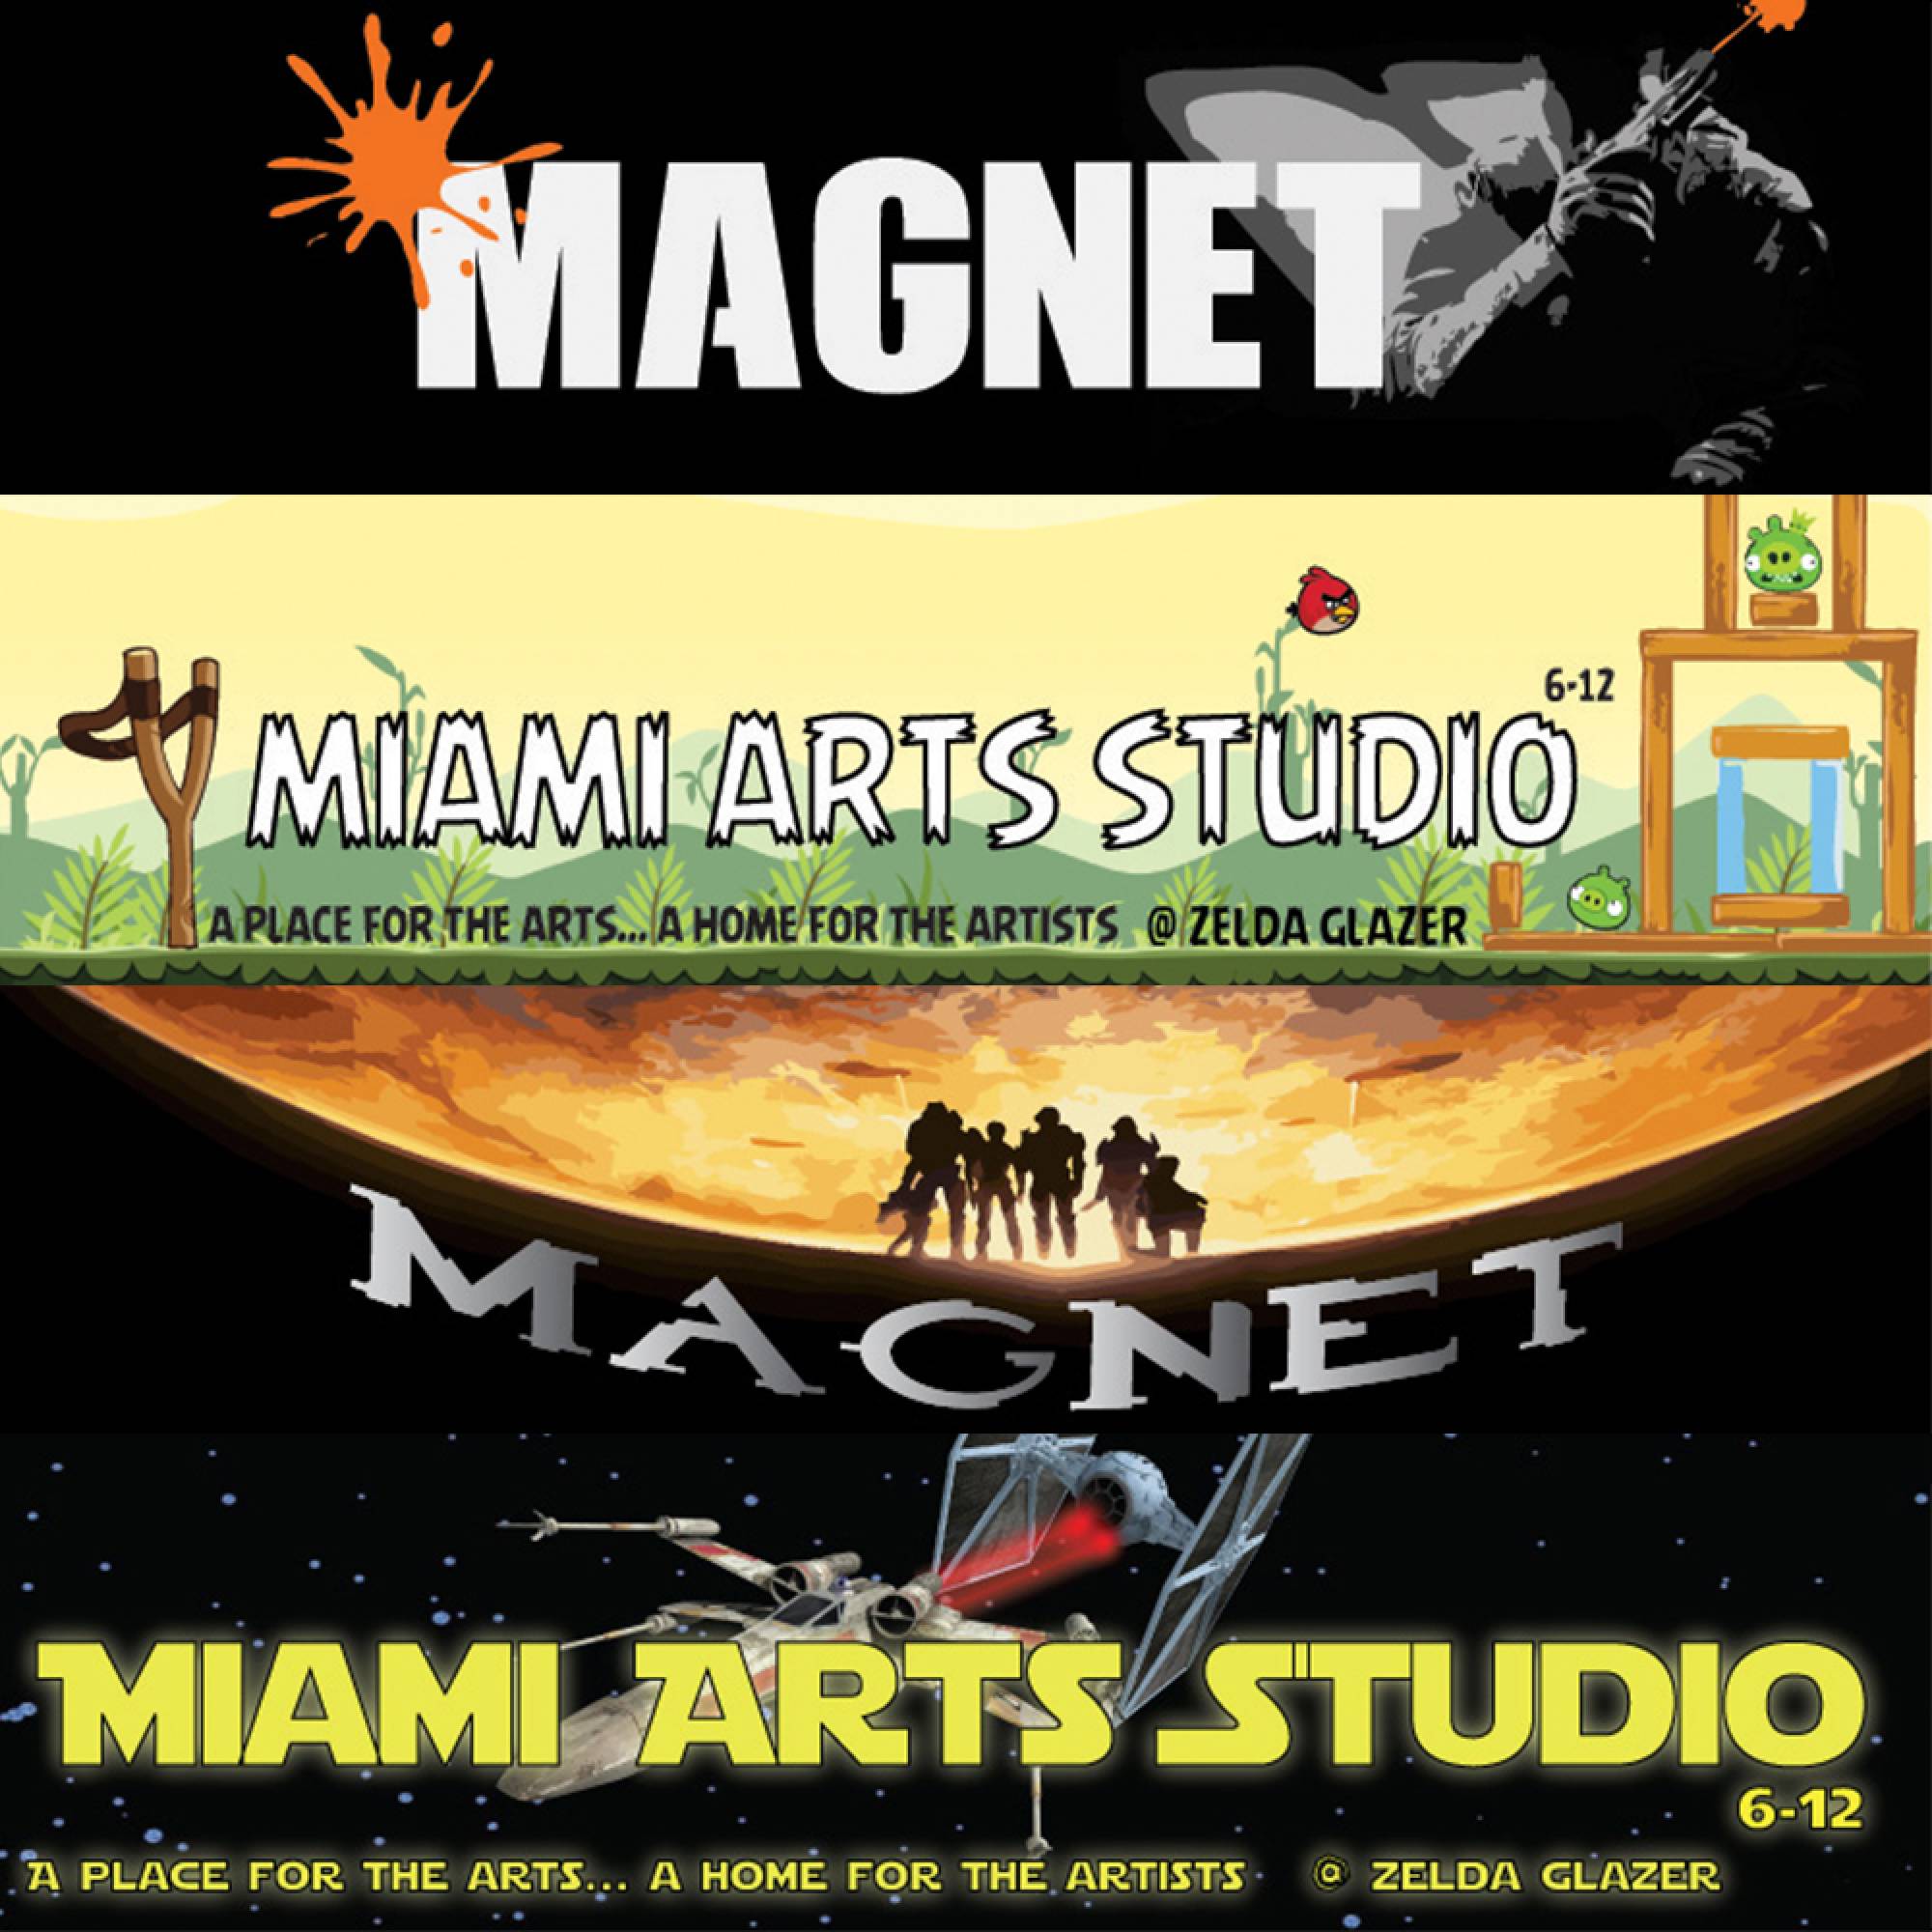 MAGNET
6-12
MIAMI ARTS STUDIO
A PLACE FOR THE ARTS... A HOME FOR THE ARTISTS @ ZELDA GLAZER
MAGNET
MIAMI ARTS STUDIO
6-12
A PLACE FOR THE ARTS... A HOME FOR THE ARTISTS @ ZELDA GLAZER